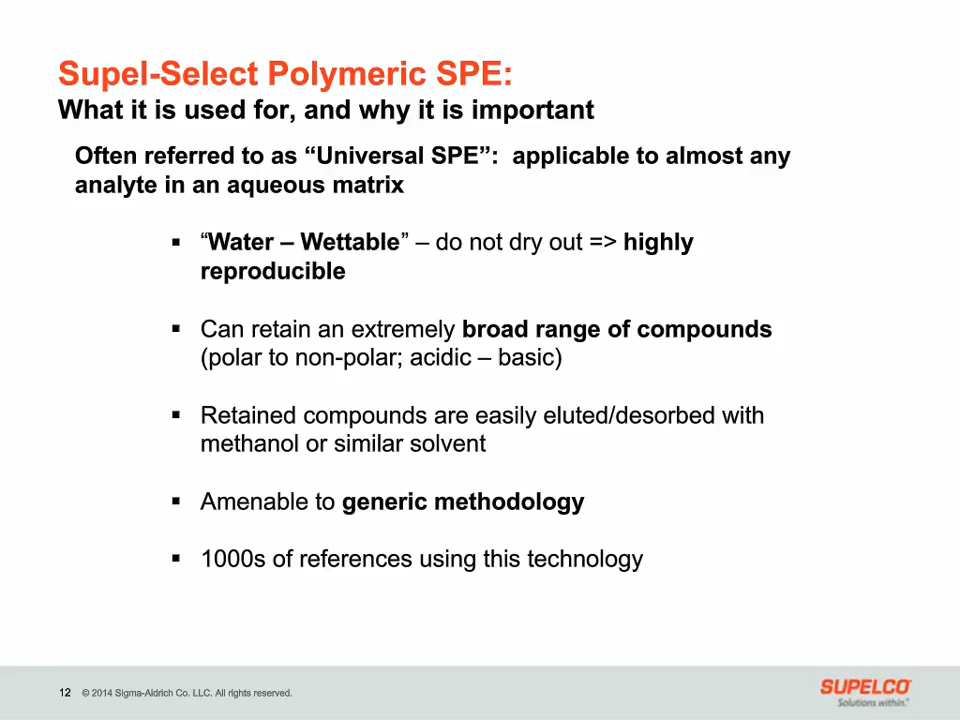 Supel-Select Polymeric SPE:
What it is used for, and why it is important
Often referred to as “Universal SPE”:  applicable to almost any
analyte in an aqueous matrix
▪ “Water – Wettable” – do not dry out => highly
reproducible
▪ Can retain an extremely broad range of compounds
(polar to non-polar; acidic – basic)
▪ Retained compounds are easily eluted/desorbed with
methanol or similar solvent
▪ Amenable to generic methodology
▪ 1000s of references using this technology
12 © 2014 Sigma-Aldrich Co. LLC. All rights reserved.
SUPELCO
Solutions within.™